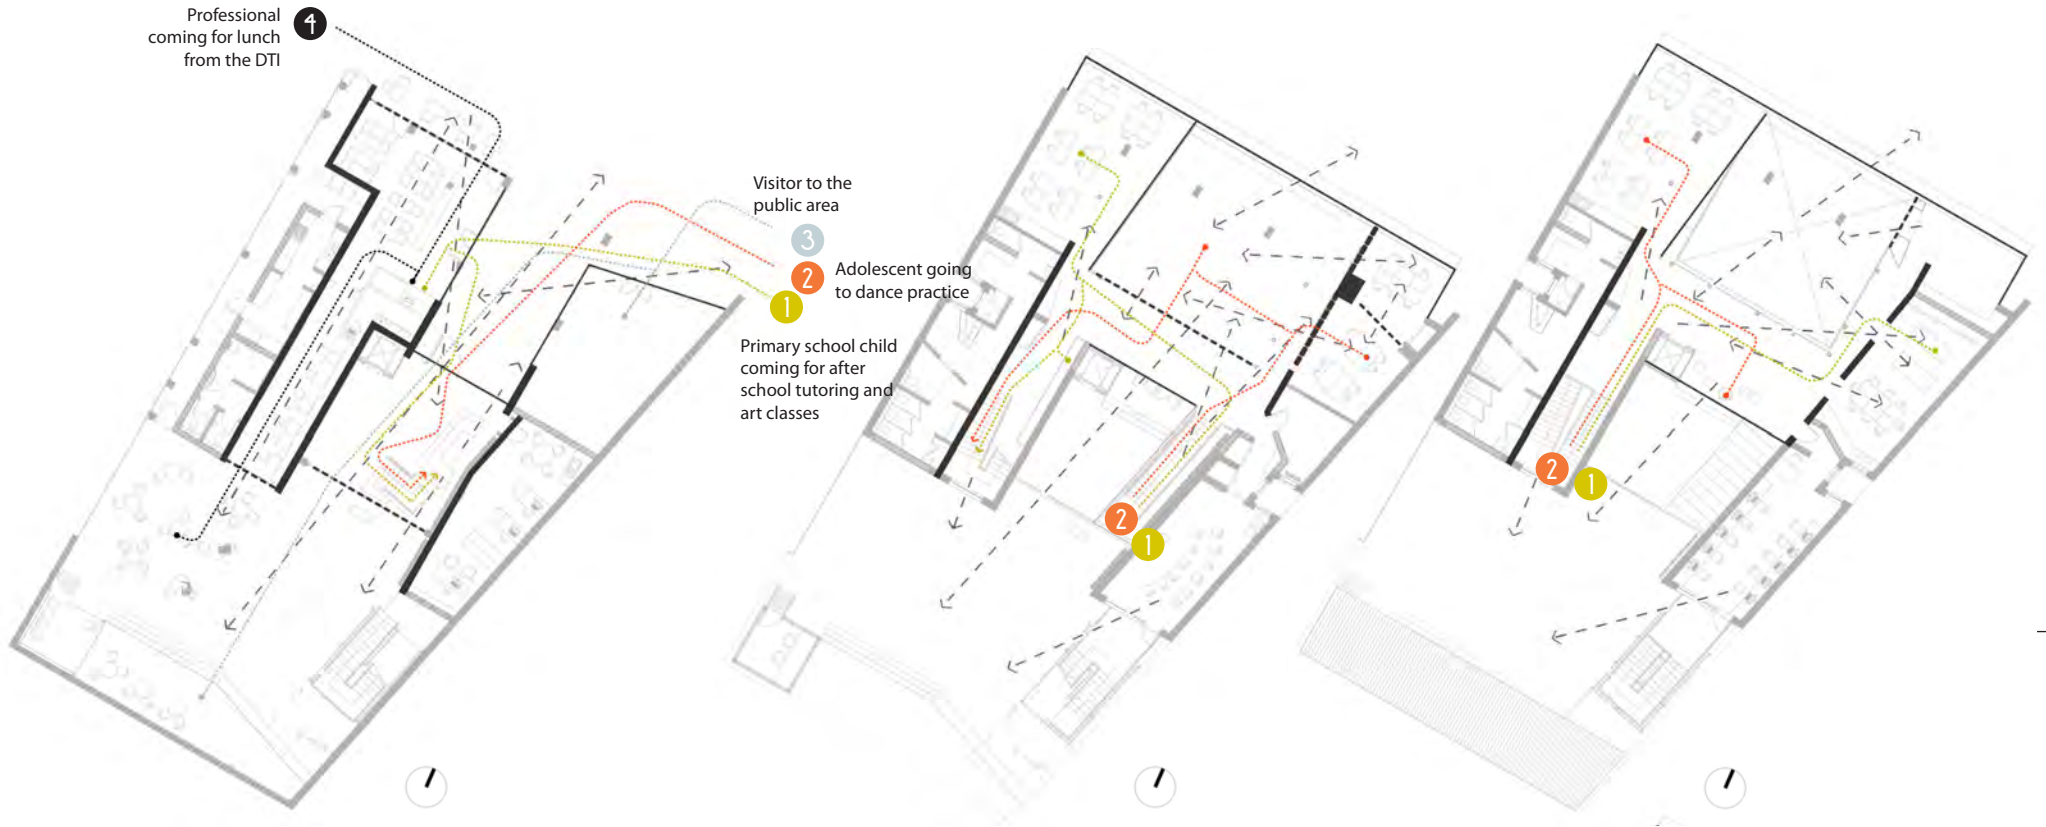 Professional
coming for lunch
from the DTI
4
Visitor to the
public area
3
2
Adolescent going
to dance practice
1
Primary school child
coming for after
school tutoring and
art classes
2
1
2
1